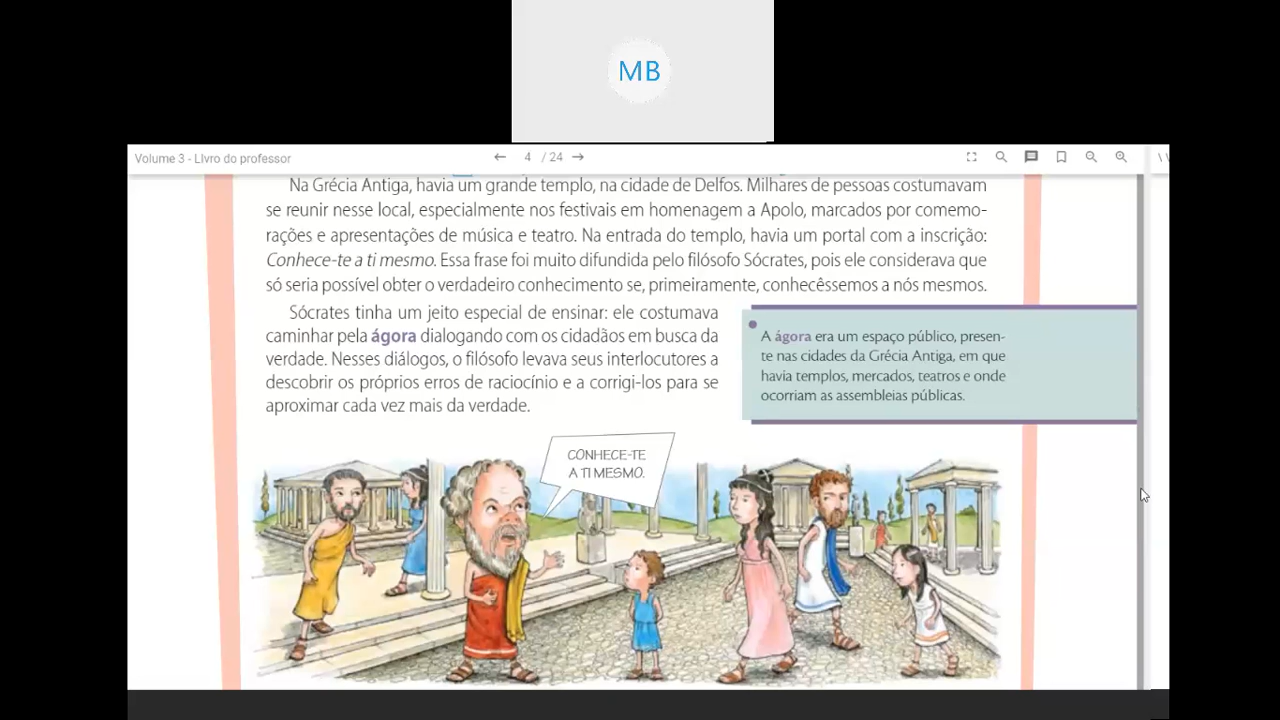 MB
Volume 3 - LIvro do professor
4 / 24
Na Grécia Antiga, havia um grande templo, na cidade de Delfos. Milhares de pessoas costumavam
se reunir nesse local, especialmente nos festivais em homenagem a Apolo, marcados por comemo-
rações e apresentações de música e teatro. Na entrada do templo, havia um portal com a inscrição:
Conhece-te a ti mesmo. Essa frase foi muito difundida pelo filósofo Sócrates, pois ele considerava que
só seria possível obter o verdadeiro conhecimento se, primeiramente, conhecêssemos a nós mesmos.
Sócrates tinha um jeito especial de ensinar: ele costumava
caminhar pela ágora dialogando com os cidadãos em busca da
verdade. Nesses diálogos, o filósofo levava seus interlocutores a
descobrir os próprios erros de raciocínio e a corrigi-los para se
aproximar cada vez mais da verdade.
A ágora era um espaço público, presen-
te nas cidades da Grécia Antiga, em que
havia templos, mercados, teatros e onde
ocorriam as assembleias públicas.
CONHECE-TE
A TI MESMO.